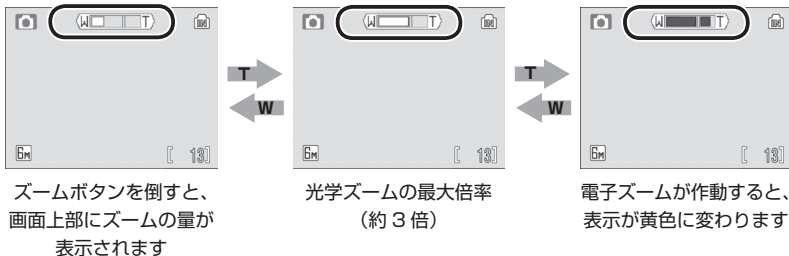 W T IN
6M [ 13]
T
W
W T IN
6M [ 13]
T
W
W T IN
6M [ 13]
ズームボタンを倒すと、
画面上部にズームの量が
表示されます
光学ズームの最大倍率
(約 3 倍)
電子ズームが作動すると、
表示が黄色に変わります